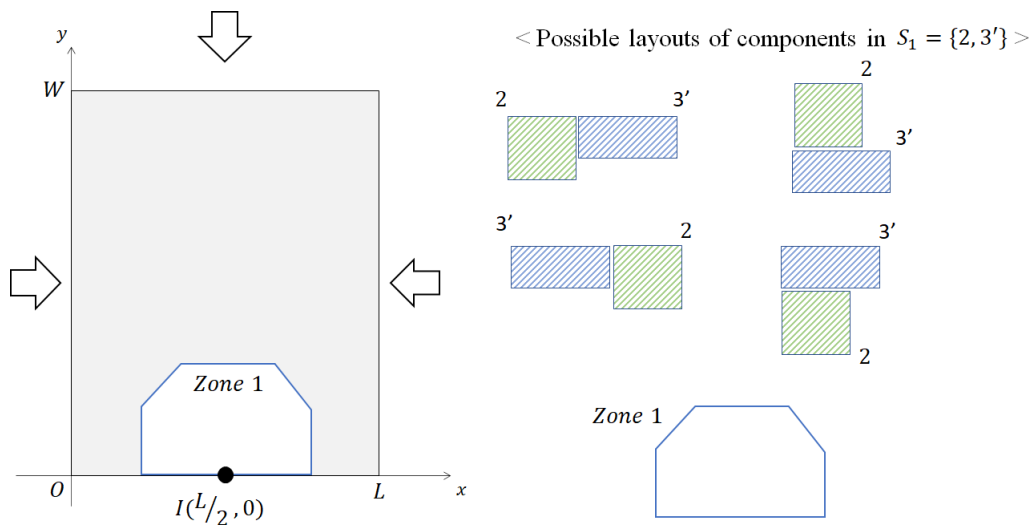 y
W
Zone 1
O
L
x
I(L/2, 0)
< Possible layouts of components in S₁ = {2, 3′} >
2
3’
2
3’
3’
2
3’
2
Zone 1